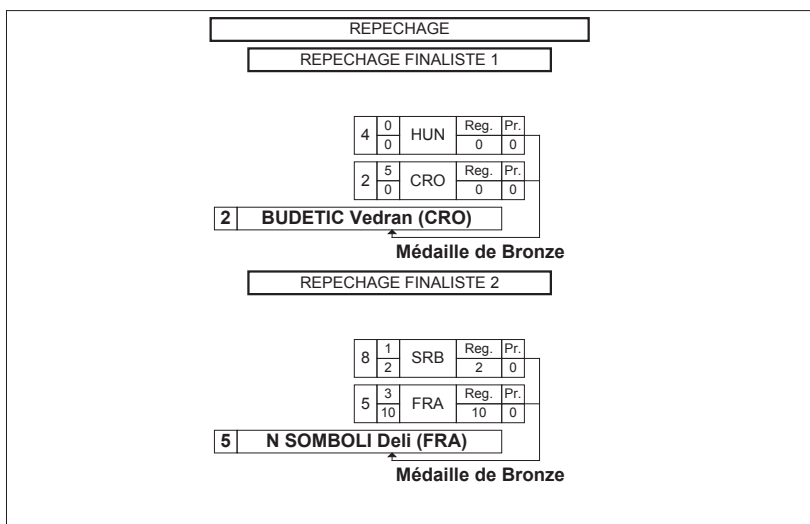 REPECHAGE
REPECHAGE FINALISTE 1
4 0 0 HUN Reg. 0 Pr. 0
2 5 0 CRO Reg. 0 Pr. 0
2 BUDETIC Vedran (CRO)
Médaille de Bronze
REPECHAGE FINALISTE 2
8 1 2 SRB Reg. 2 Pr. 0
5 3 10 FRA Reg. 10 Pr. 0
5 N SOMBOLI Deli (FRA)
Médaille de Bronze